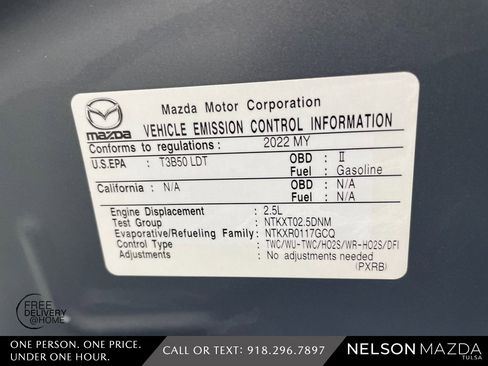 Mazda Motor Corporation
mazda VEHICLE EMISSION CONTROL INFORMATION
Conforms to regulations : 2022 MY
U.S.EPA : T3B50 LDT OBD : II
Fuel : Gasoline
California : N/A OBD : N/A
Fuel : N/A
Engine Displacement : 2.5L
Test Group : NTKXT02.5DNM
Evaporative/Refueling Family: NTKXR0117GCQ
Control Type : TWC/WU-TWC/HO2S/WR-HO2S/DFI
Adjustments : No adjustments needed
(PXRB)
FREE
DELIVERY
@HOME
ONE PERSON. ONE PRICE.
UNDER ONE HOUR.
CALL OR TEXT: 918.296.7897
NELSON MAZDA
TULSA